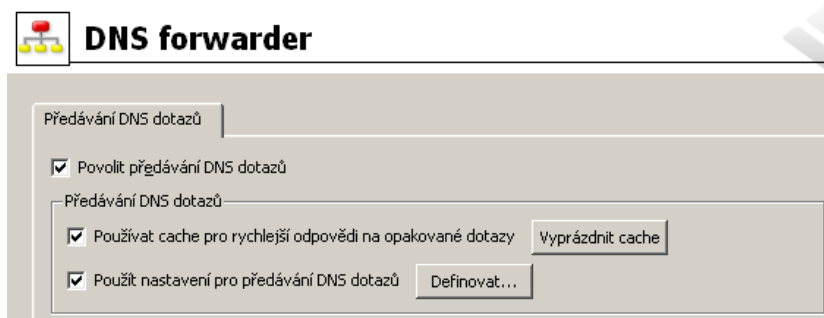 DNS forwarder
Předávání DNS dotazů
Povolit předávání DNS dotazů
Předávání DNS dotazů
Používat cache pro rychlejší odpovědi na opakované dotazy Vyprázdnit cache
Použít nastavení pro předávání DNS dotazů Definovat...